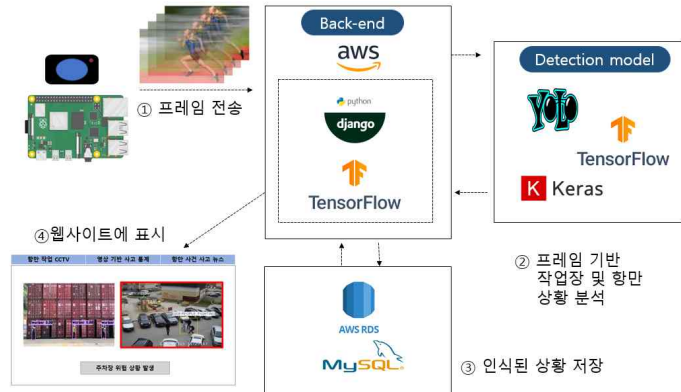 Back-end
aws
① 프레임 전송
python
django
TensorFlow
Detection model
YOLO
TensorFlow
K Keras
② 프레임 기반
작업장 및 항만
상황 분석
AWS RDS
MySQL®
③ 인식된 상황 저장
④웹사이트에 표시
항만 작업 CCTV
영상 기반 사고 통계
항만 사건 사고 뉴스
주차장 위험 상황 발생